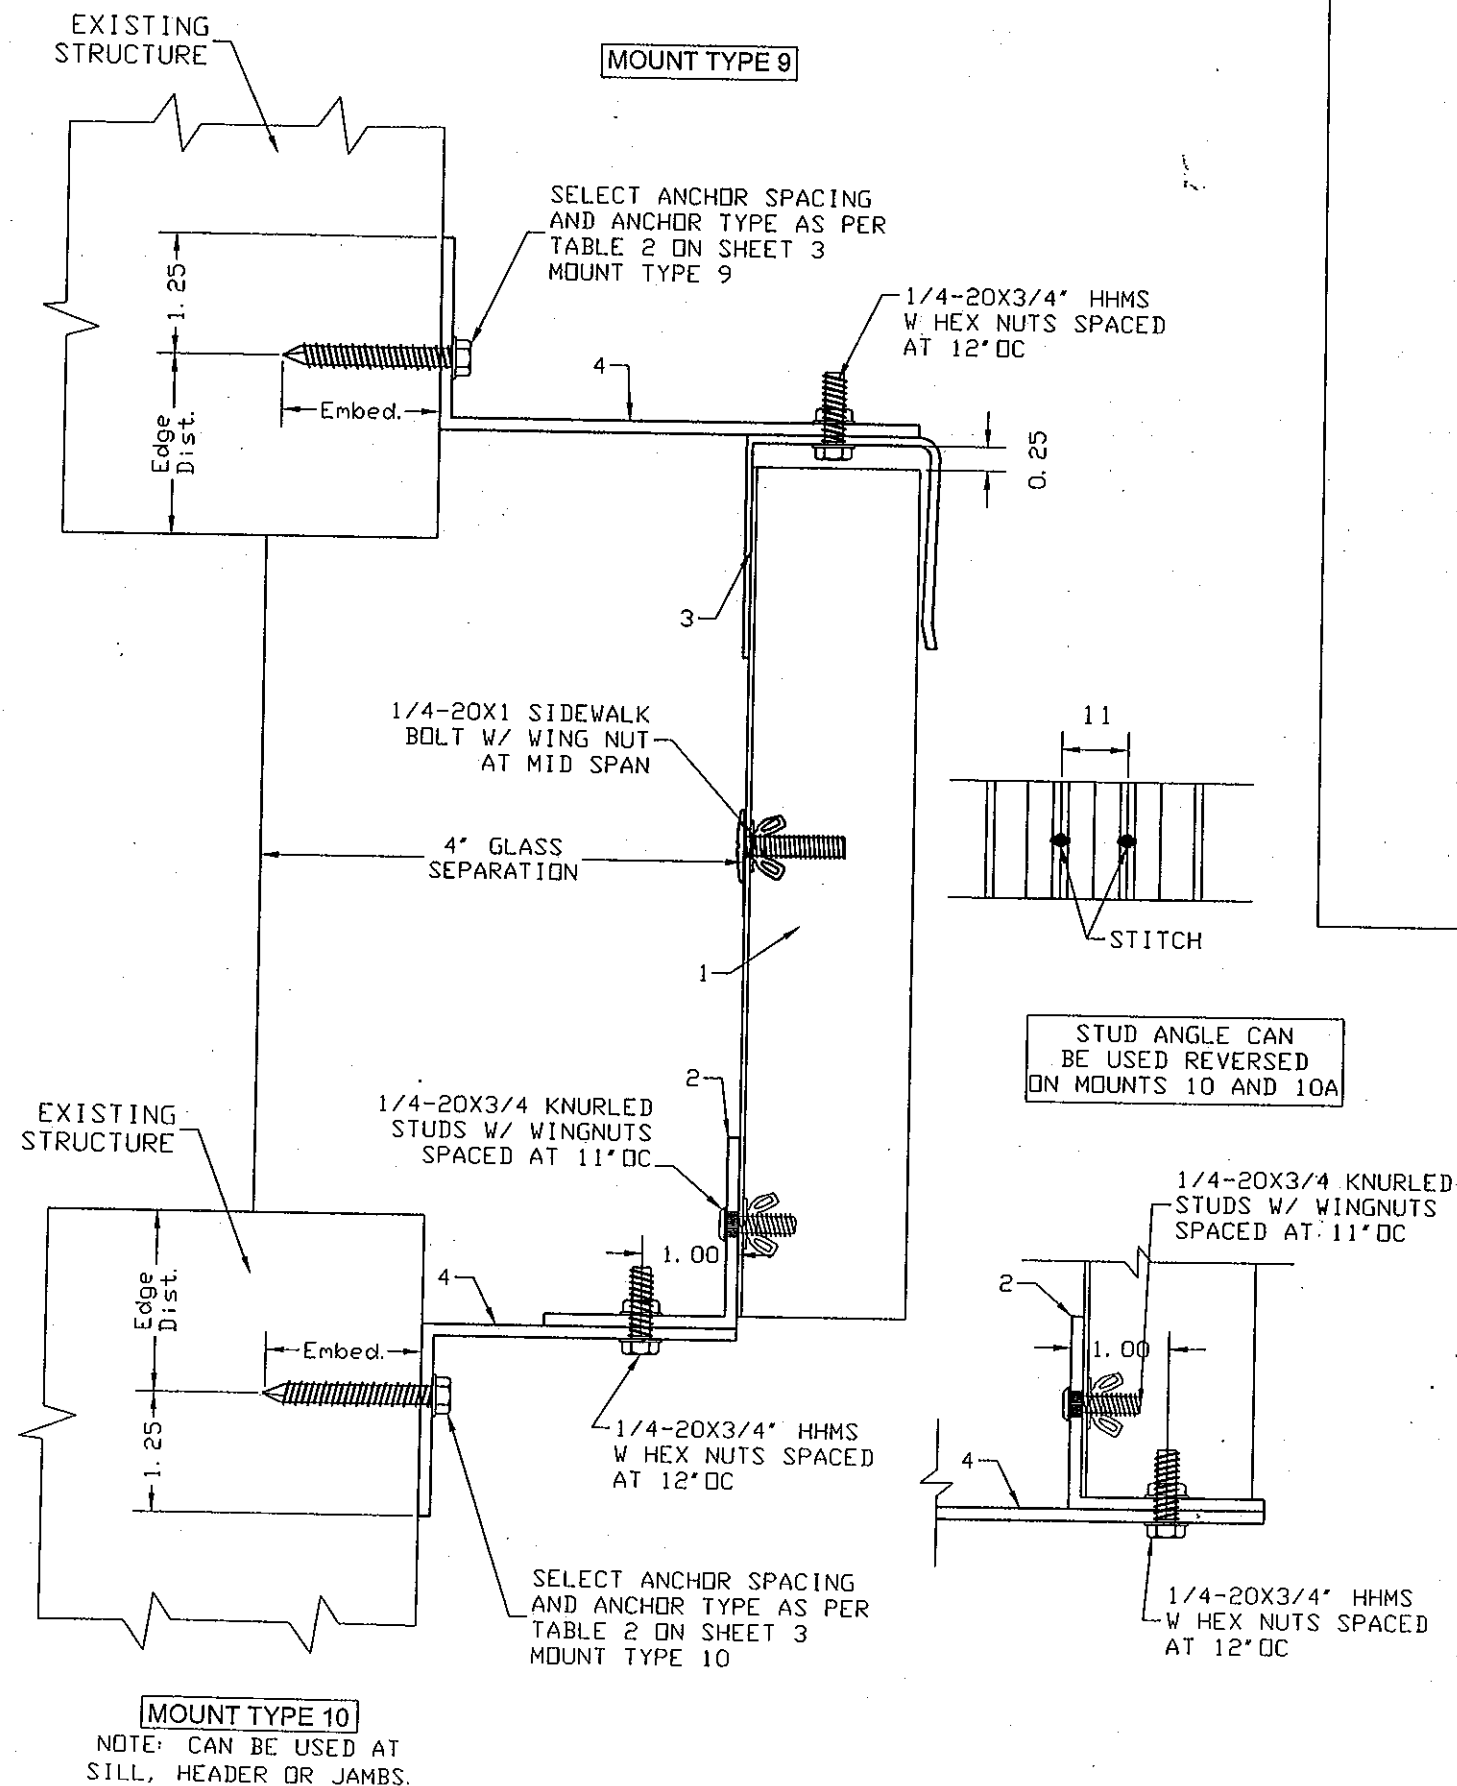 EXISTING
STRUCTURE
MOUNT TYPE 9
SELECT ANCHOR SPACING
AND ANCHOR TYPE AS PER
TABLE 2 ON SHEET 3
MOUNT TYPE 9
1/4-20X3/4" HHMS
W HEX NUTS SPACED
AT 12" OC
1.25
Edge
Dist.
Embed.
4
0.25
3
1/4-20X1 SIDEWALK
BOLT W/ WING NUT
AT MID SPAN
11
4" GLASS
SEPARATION
STITCH
1
STUD ANGLE CAN
BE USED REVERSED
ON MOUNTS 10 AND 10A
2
1/4-20X3/4 KNURLED
STUDS W/ WINGNUTS
SPACED AT 11" OC
EXISTING
STRUCTURE
1/4-20X3/4 KNURLED
STUDS W/ WINGNUTS
SPACED AT 11" OC
1.00
4
Edge
Dist.
Embed.
1.25
2
1.00
4
1/4-20X3/4" HHMS
W HEX NUTS SPACED
AT 12" OC
SELECT ANCHOR SPACING
AND ANCHOR TYPE AS PER
TABLE 2 ON SHEET 3
MOUNT TYPE 10
1/4-20X3/4" HHMS
W HEX NUTS SPACED
AT 12" OC
MOUNT TYPE 10
NOTE: CAN BE USED AT
SILL, HEADER OR JAMBS.